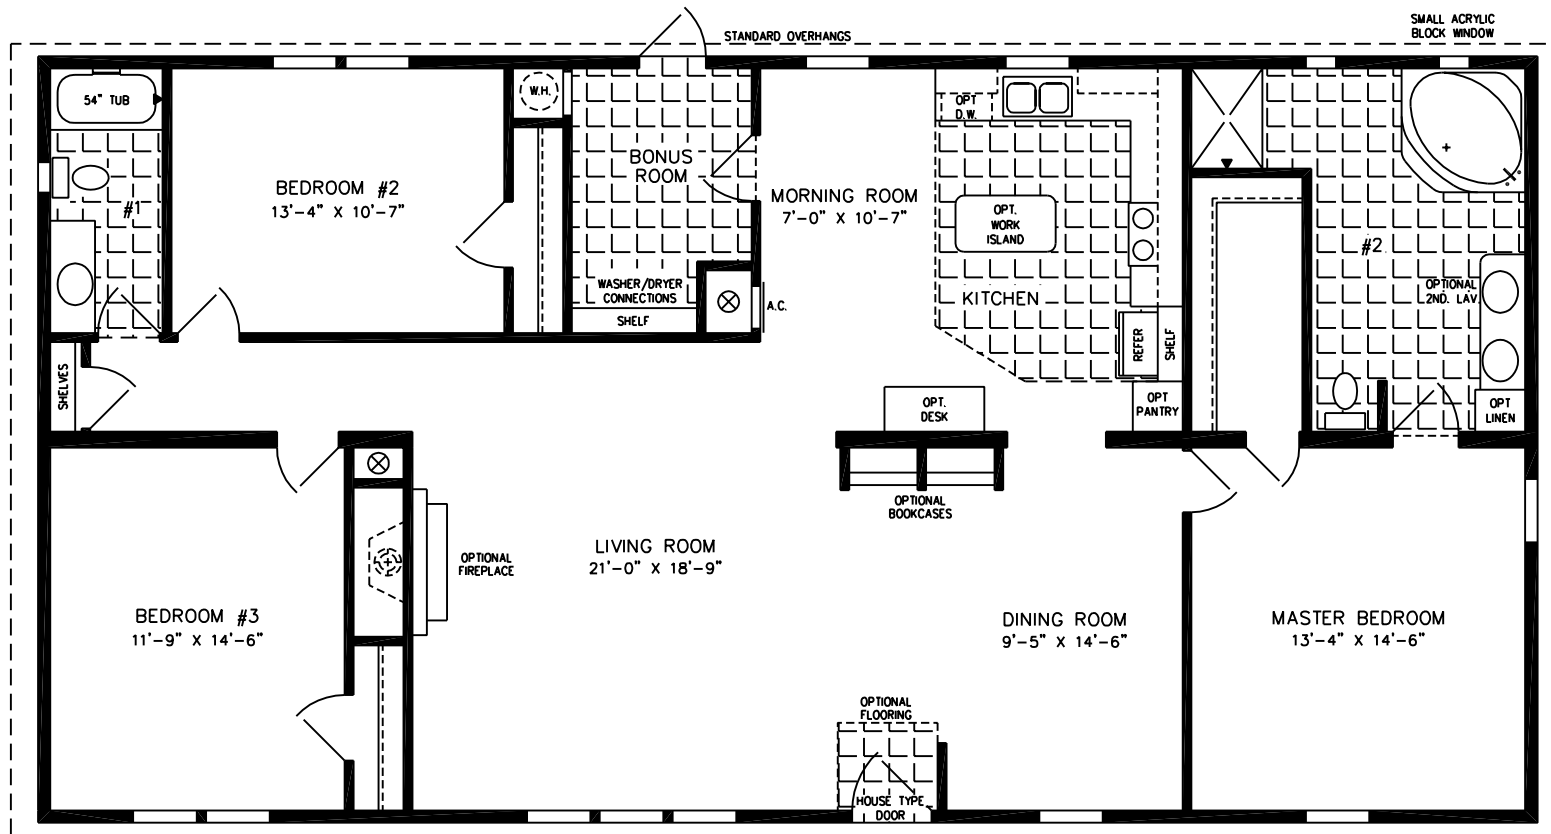 SMALL ACRYLIC
BLOCK WINDOW
STANDARD OVERHANGS
54" TUB
W.H.
OPT
D.W.
BONUS
ROOM
BEDROOM #2
13'-4" X 10'-7"
MORNING ROOM
7'-0" X 10'-7"
#1
OPT.
WORK
ISLAND
#2
WASHER/DRYER
CONNECTIONS
SHELF
A.C.
KITCHEN
OPTIONAL
2ND. LAV.
REFER
SHELF
SHELVES
OPT.
DESK
OPT
PANTRY
OPT
LINEN
OPTIONAL
BOOKCASES
OPTIONAL
FIREPLACE
LIVING ROOM
21'-0" X 18'-9"
BEDROOM #3
11'-9" X 14'-6"
DINING ROOM
9'-5" X 14'-6"
MASTER BEDROOM
13'-4" X 14'-6"
OPTIONAL
FLOORING
HOUSE TYPE
DOOR